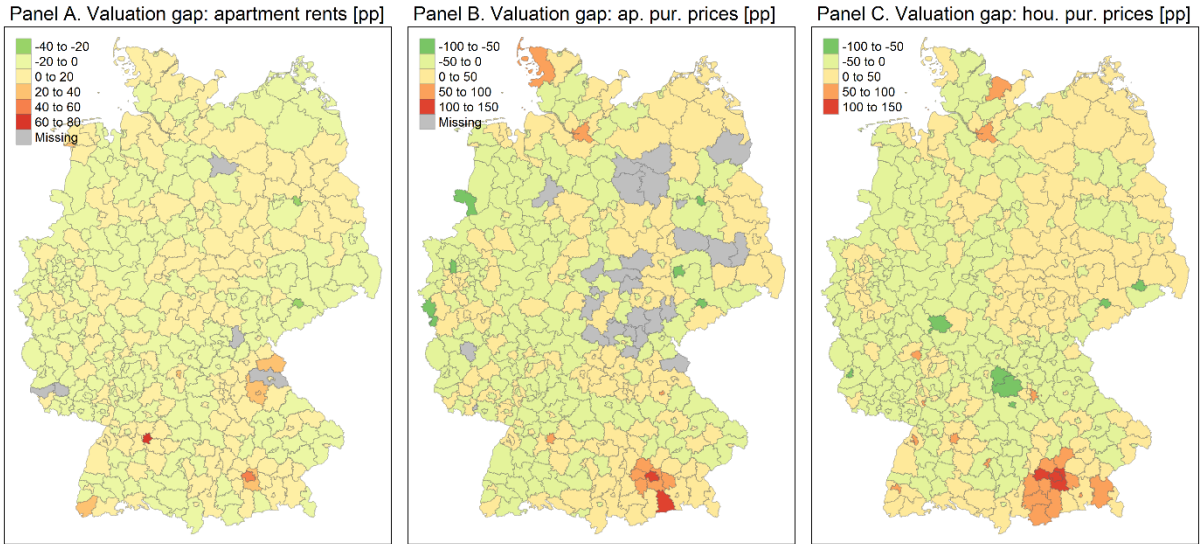 Panel A. Valuation gap: apartment rents [pp]
-40 to -20
-20 to 0
0 to 20
20 to 40
40 to 60
60 to 80
Missing
Panel B. Valuation gap: ap. pur. prices [pp]
-100 to -50
-50 to 0
0 to 50
50 to 100
100 to 150
Missing
Panel C. Valuation gap: hou. pur. prices [pp]
-100 to -50
-50 to 0
0 to 50
50 to 100
100 to 150